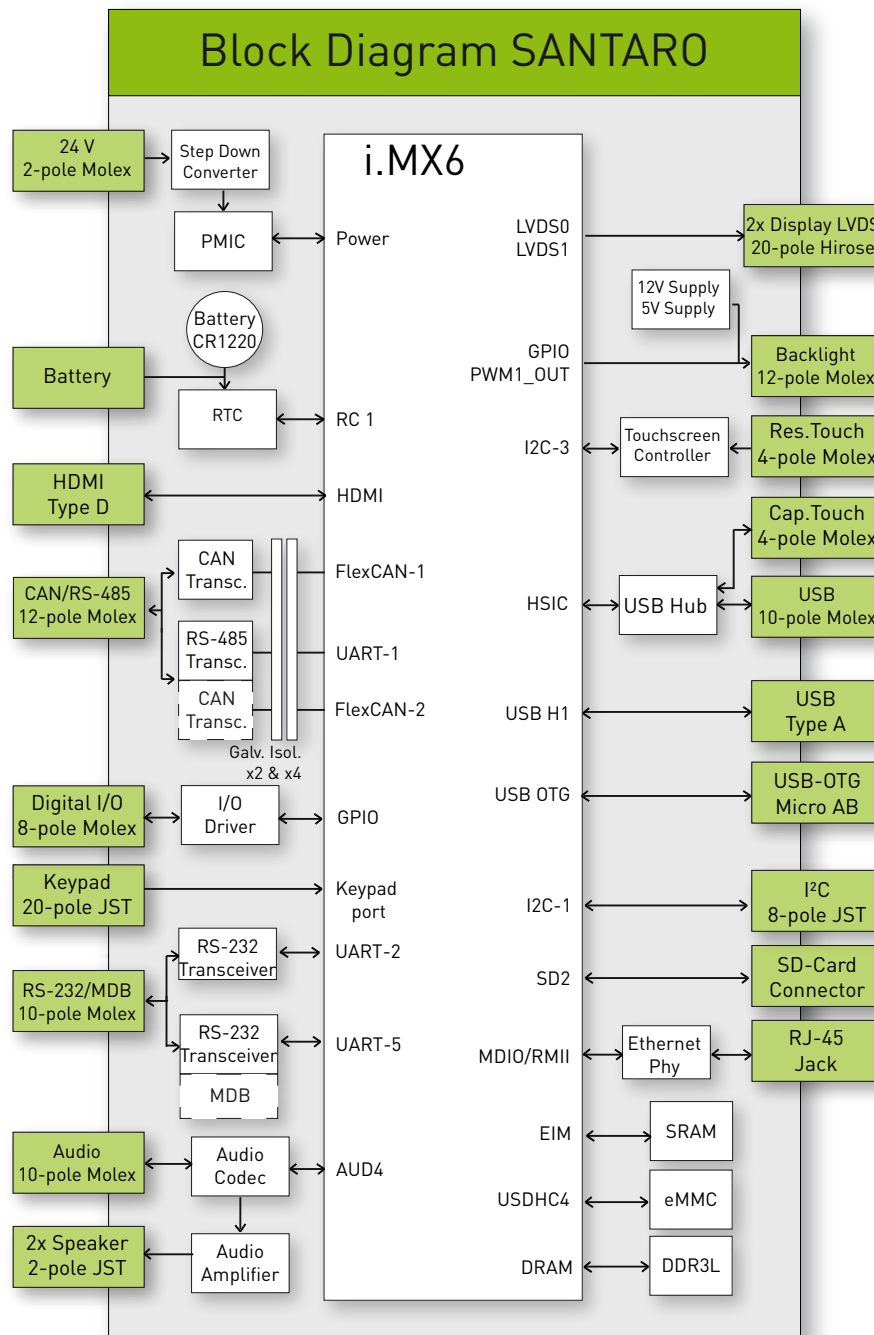 Block Diagram SANTARO
i.MX6
24 V
2-pole Molex
Step Down
Converter
PMIC
Power
Battery
CR1220
Battery
RTC
RC 1
HDMI
Type D
HDMI
CAN/RS-485
12-pole Molex
CAN
Transc.
FlexCAN-1
RS-485
Transc.
UART-1
CAN
Transc.
FlexCAN-2
Galv. Isol.
x2 & x4
Digital I/O
8-pole Molex
I/O
Driver
GPIO
Keypad
20-pole JST
Keypad
port
RS-232/MDB
10-pole Molex
RS-232
Transceiver
UART-2
RS-232
Transceiver
UART-5
MDB
Audio
10-pole Molex
Audio
Codec
AUD4
2x Speaker
2-pole JST
Audio
Amplifier
LVDS0
LVDS1
2x Display LVDS
20-pole Hirose
12V Supply
5V Supply
GPIO
PWM1_OUT
Backlight
12-pole Molex
I2C-3
Touchscreen
Controller
Res.Touch
4-pole Molex
Cap.Touch
4-pole Molex
HSIC
USB Hub
USB
10-pole Molex
USB H1
USB
Type A
USB OTG
USB-OTG
Micro AB
I2C-1
I²C
8-pole JST
SD2
SD-Card
Connector
MDIO/RMII
Ethernet
Phy
RJ-45
Jack
EIM
SRAM
USDHC4
eMMC
DRAM
DDR3L